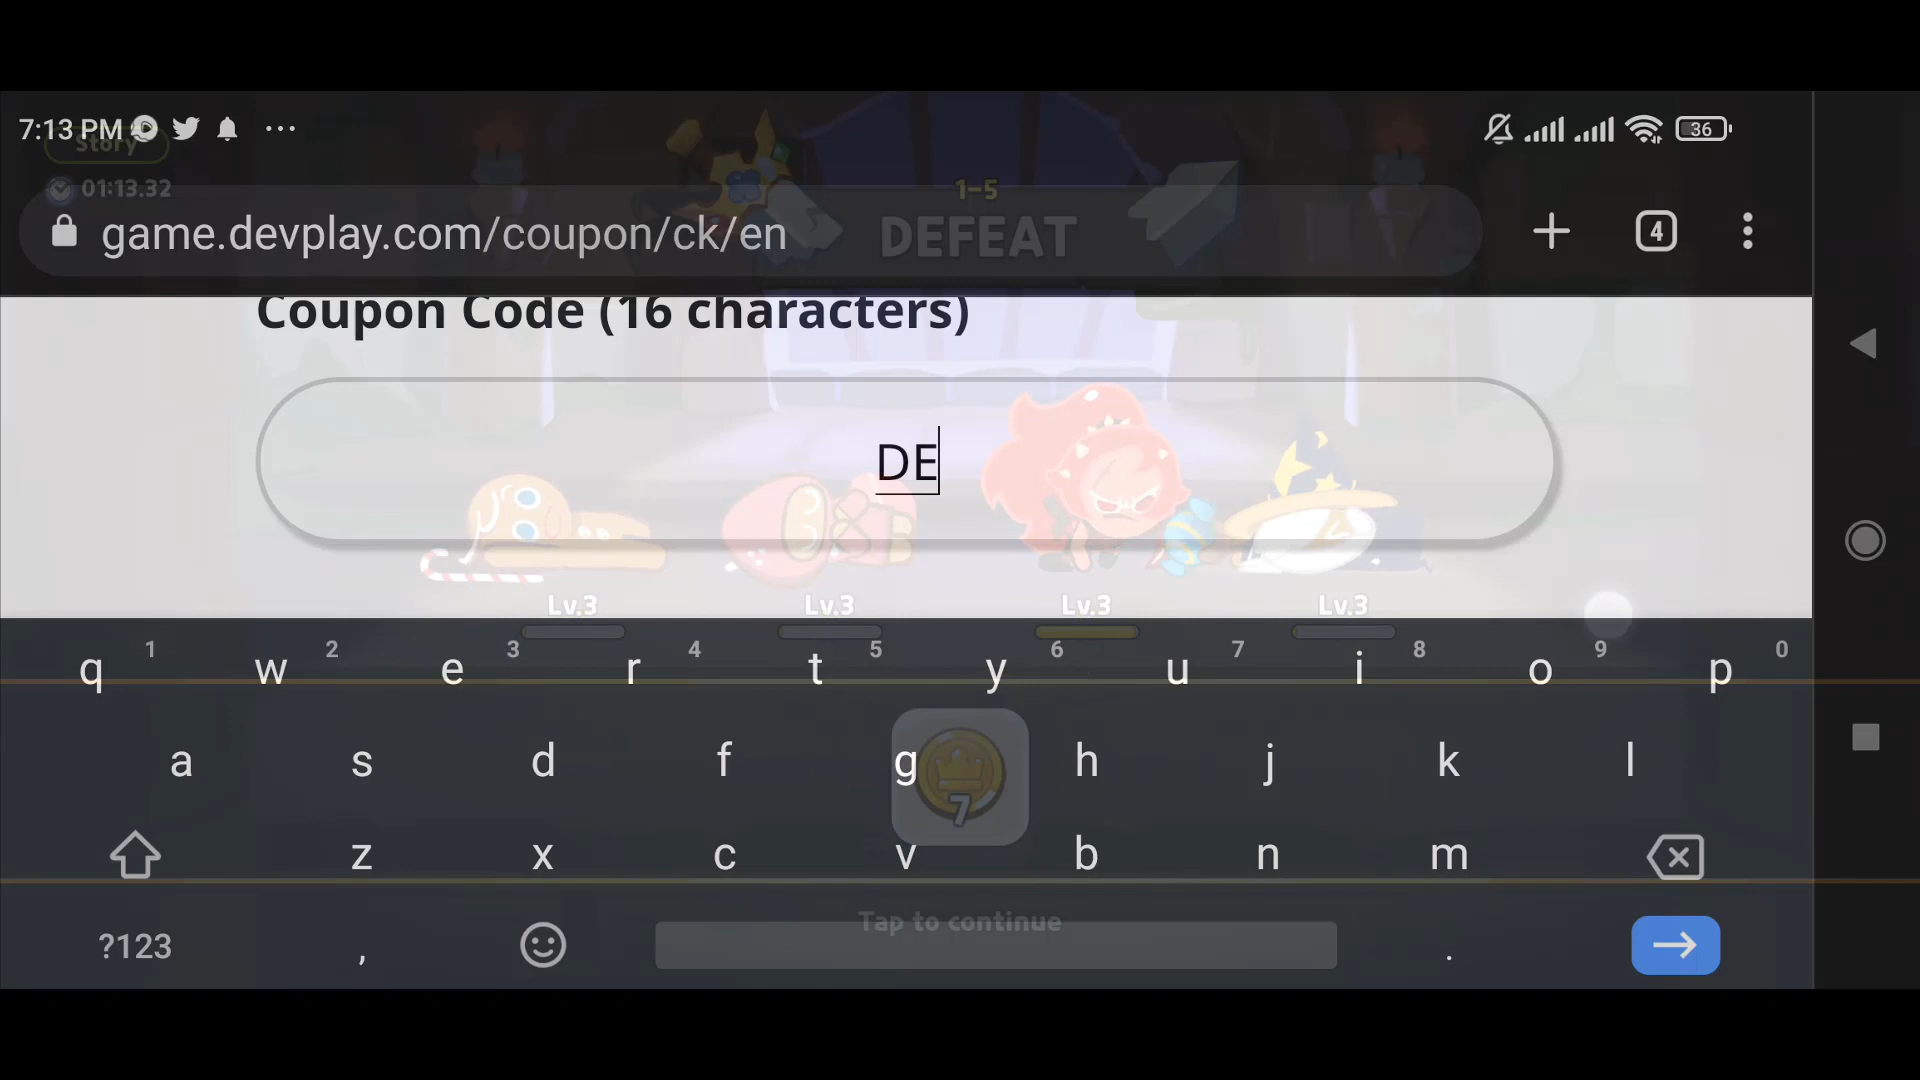 7:13 PM
36
Story
01:13.32
1-5
game.devplay.com/coupon/ck/en
DEFEAT
4
Coupon Code (16 characters)
DE
Lv.3 Lv.3 Lv.3 Lv.3
1 2 3 4 5 6 7 8 9 0
q w e r t y u i o p
a s d f g h j k l
7
z x c v b n m
Tap to continue
?123 , .